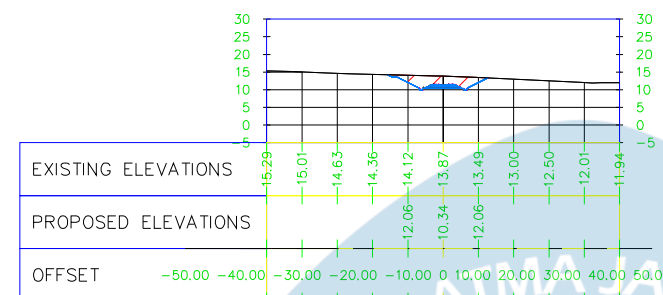 30 30
25 25
20 20
15 15
10 10
5 5
0 0
-5 -5
EXISTING ELEVATIONS 15.29 15.01 14.63 14.36 14.12 13.87 13.49 13.00 12.50 12.01 11.94
PROPOSED ELEVATIONS 12.06 10.34 12.06
OFFSET -50.00 -40.00 -30.00 -20.00 -10.00 0 10.00 20.00 30.00 40.00 50.0